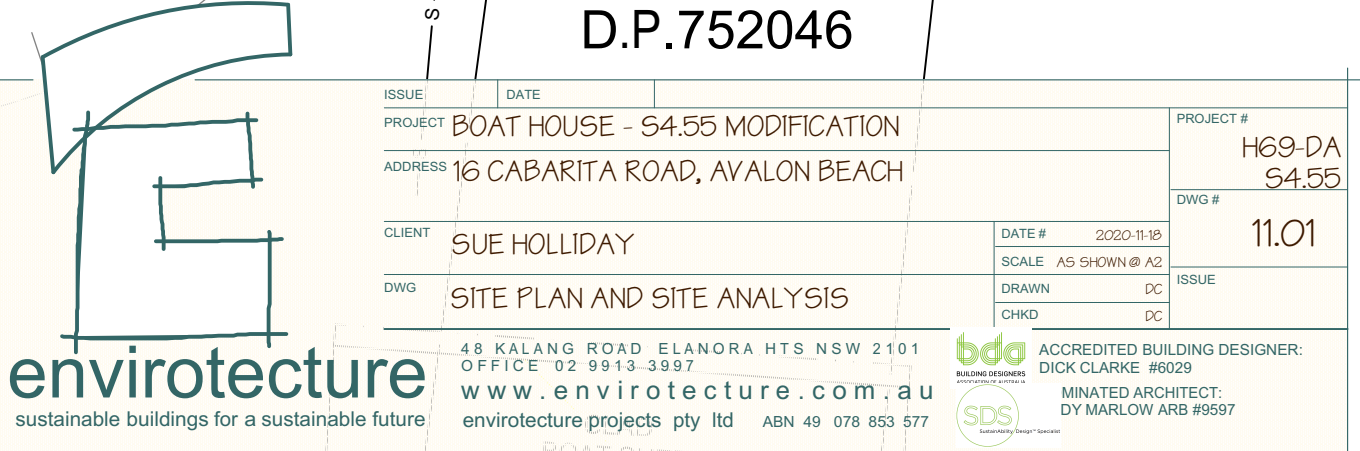 S
D.P.752046
ISSUE DATE
PROJECT BOAT HOUSE - S4.55 MODIFICATION
ADDRESS 16 CABARITA ROAD, AVALON BEACH
CLIENT SUE HOLLIDAY
DWG SITE PLAN AND SITE ANALYSIS
DATE # 2020-11-18
SCALE AS SHOWN @ A2
DRAWN DC
CHKD DC
PROJECT #
H69-DA
S4.55
DWG #
11.01
ISSUE
envirotecture
sustainable buildings for a sustainable future
48 KALANG ROAD ELANORA HTS NSW 2101
OFFICE 02 9913 3997
www.envirotecture.com.au
envirotecture projects pty ltd ABN 49 078 853 577
bda
BUILDING DESIGNERS
ASSOCIATION OF AUSTRALIA
SDS
SustainAbility Design™ Specialist
ACCREDITED BUILDING DESIGNER:
DICK CLARKE #6029
MINATED ARCHITECT:
DY MARLOW ARB #9597